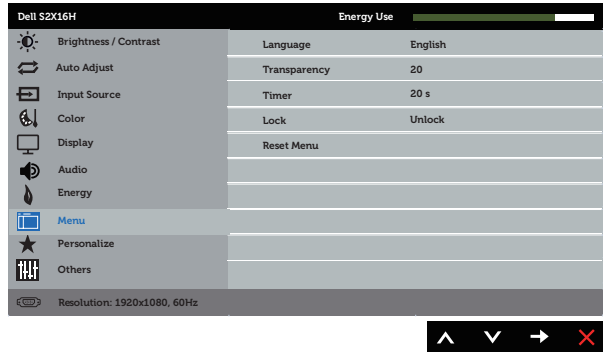 Dell S2X16H Energy Use
Brightness / Contrast
Auto Adjust
Input Source
Color
Display
Audio
Energy
Menu
Personalize
Others
Language English
Transparency 20
Timer 20 s
Lock Unlock
Reset Menu
Resolution: 1920x1080, 60Hz